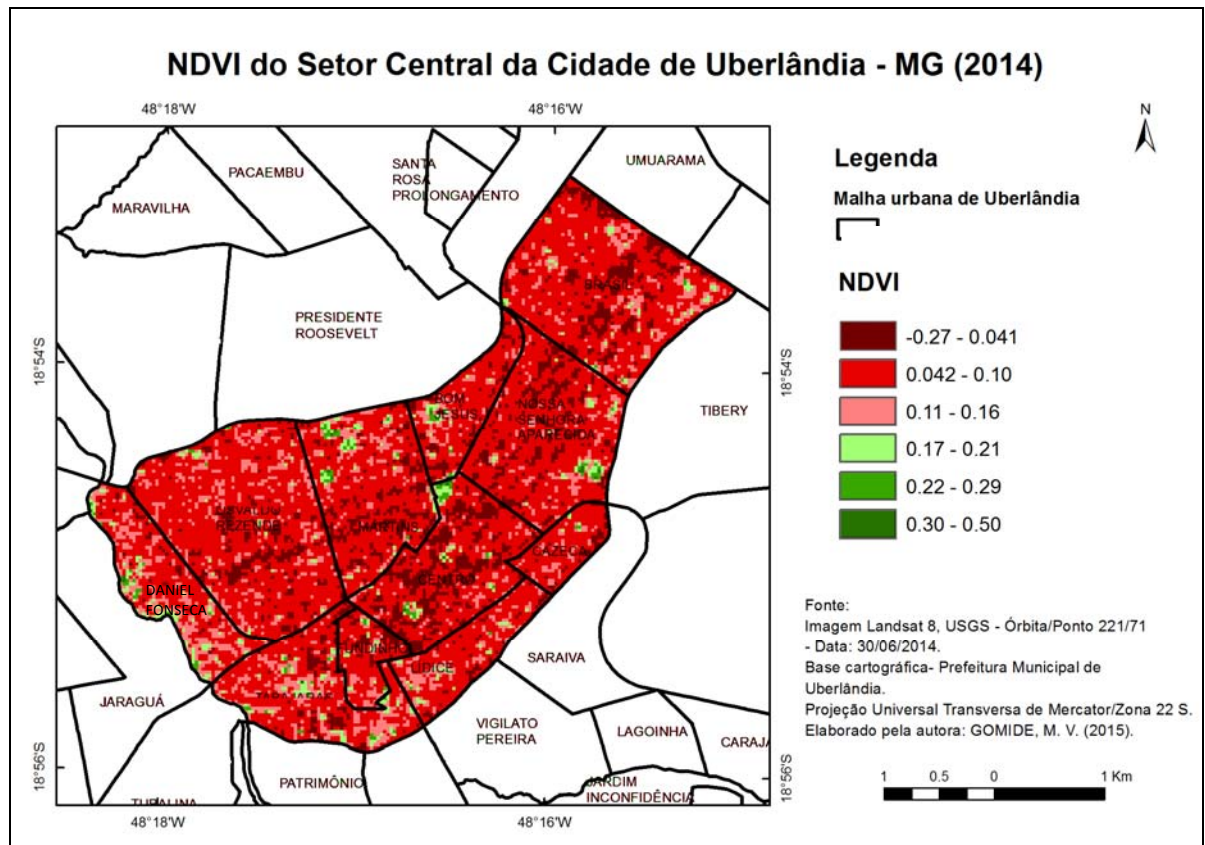 NDVI do Setor Central da Cidade de Uberlândia - MG (2014)
48°18'W
48°16'W
N
UMUARAMA
SANTA
ROSA
PROLONGAMENTO
PACAEMBU
MARAVILHA
BRASIL
PRESIDENTE
ROOSEVELT
18°54'S
18°54'S
TIBERY
BOM
JESUS
NOSSA
SENHORA
APARECIDA
OSVALDO
REZENDE
MARTINS
CAZECA
CENTRO
DANIEL
FONSECA
FUNDINHO
LÍDICE
SARAIVA
TABAJARAS
JARAGUÁ
VIGILATO
PEREIRA
LAGOINHA
CARAJA
18°56'S
18°56'S
PATRIMÔNIO
JARDIM
INCONFIDÊNCIA
TUBALINA
48°18'W
48°16'W
Legenda
Malha urbana de Uberlândia
NDVI
-0.27 - 0.041
0.042 - 0.10
0.11 - 0.16
0.17 - 0.21
0.22 - 0.29
0.30 - 0.50
Fonte:
Imagem Landsat 8, USGS - Órbita/Ponto 221/71
- Data: 30/06/2014.
Base cartográfica- Prefeitura Municipal de
Uberlândia.
Projeção Universal Transversa de Mercator/Zona 22 S.
Elaborado pela autora: GOMIDE, M. V. (2015).
1 0.5 0 1 Km